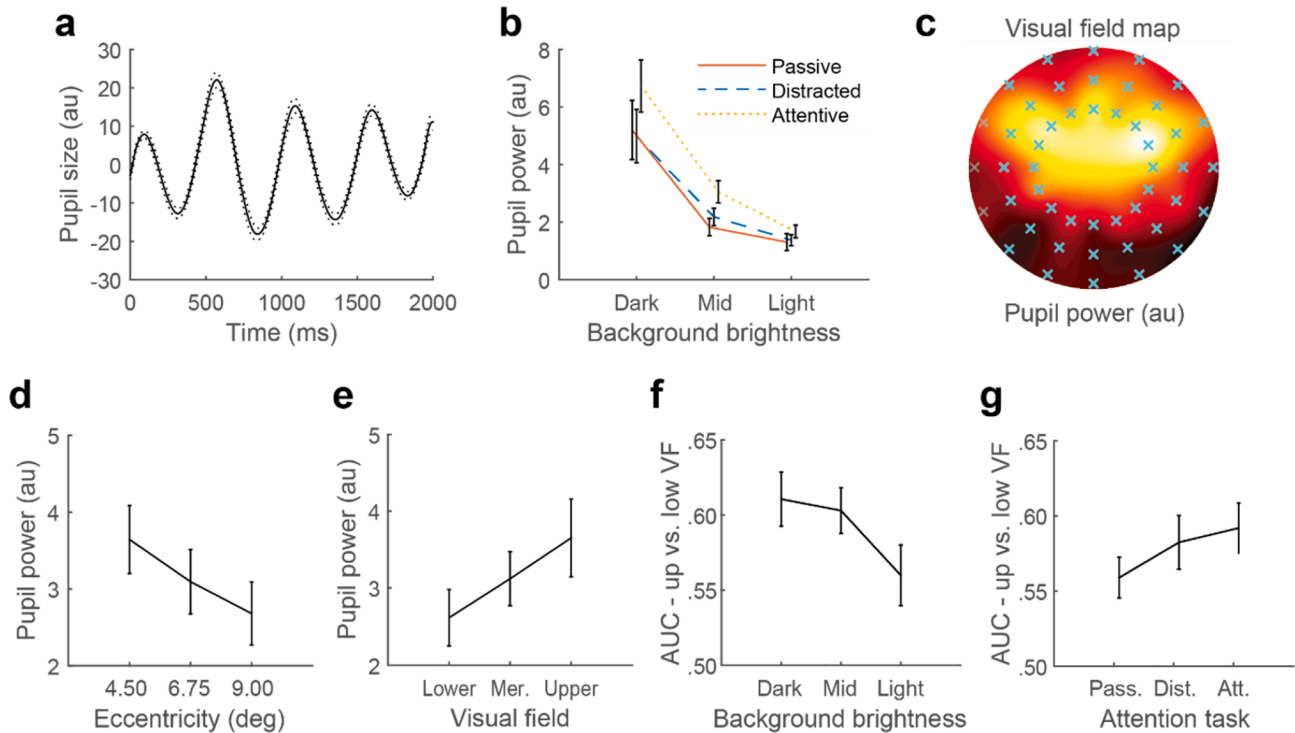 a
30
20
10
0
-10
-20
-30
Pupil size (au)
0 500 1000 1500 2000
Time (ms)
b
8
6
4
2
0
Pupil power (au)
Passive
Distracted
Attentive
Dark Mid Light
Background brightness
c
Visual field map
Pupil power (au)
d
5
4
3
2
Pupil power (au)
4.50 6.75 9.00
Eccentricity (deg)
e
5
4
3
2
Pupil power (au)
Lower Mer. Upper
Visual field
f
.65
.60
.55
.50
AUC - up vs. low VF
Dark Mid Light
Background brightness
g
.65
.60
.55
.50
AUC - up vs. low VF
Pass. Dist. Att.
Attention task